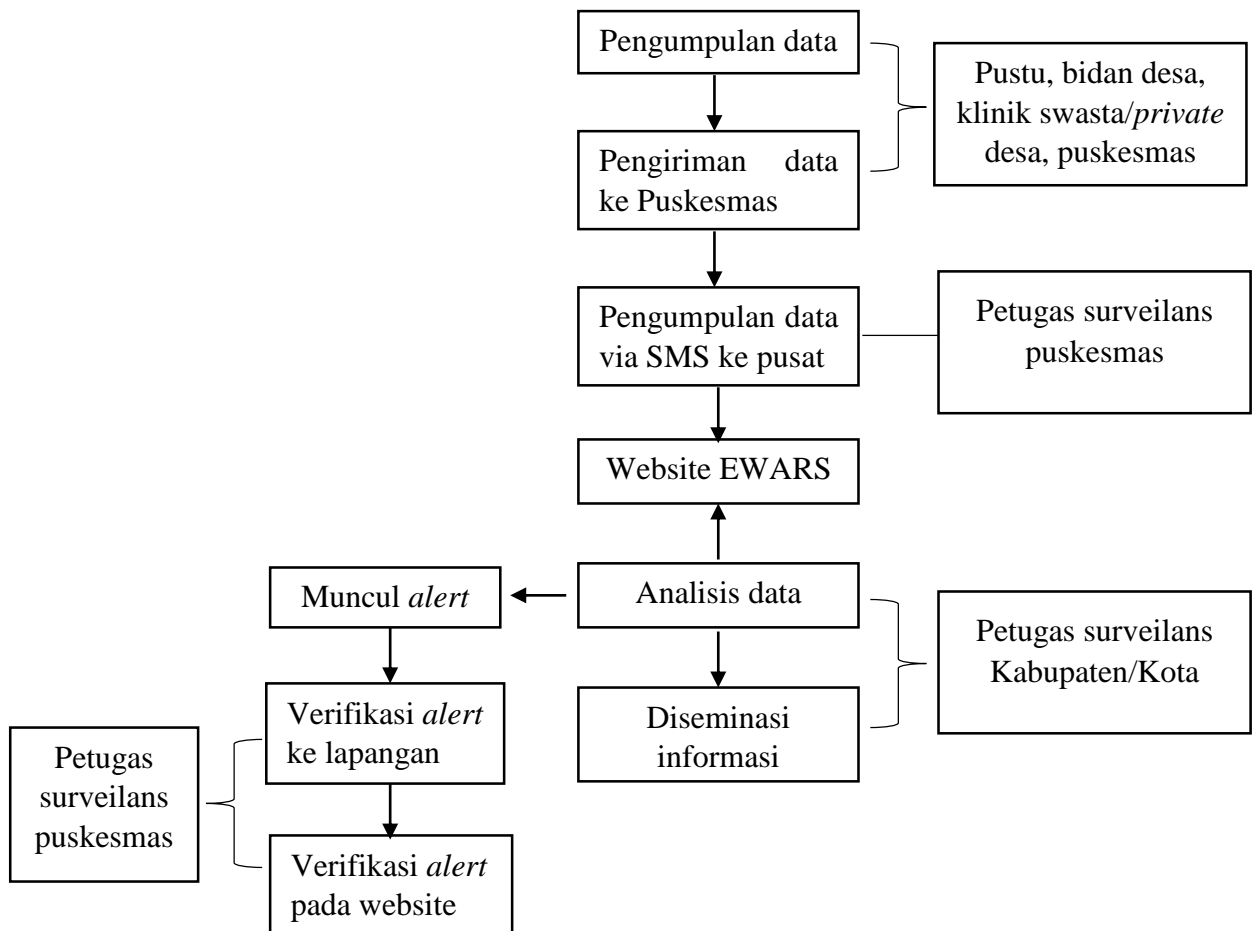 Pengumpulan data
Pustu, bidan desa,
klinik swasta/private
desa, puskesmas
Pengiriman data
ke Puskesmas
Pengumpulan data
via SMS ke pusat
Petugas surveilans
puskesmas
Website EWARS
Muncul alert
Analisis data
Petugas surveilans
Kabupaten/Kota
Verifikasi alert
ke lapangan
Diseminasi
informasi
Petugas
surveilans
puskesmas
Verifikasi alert
pada website